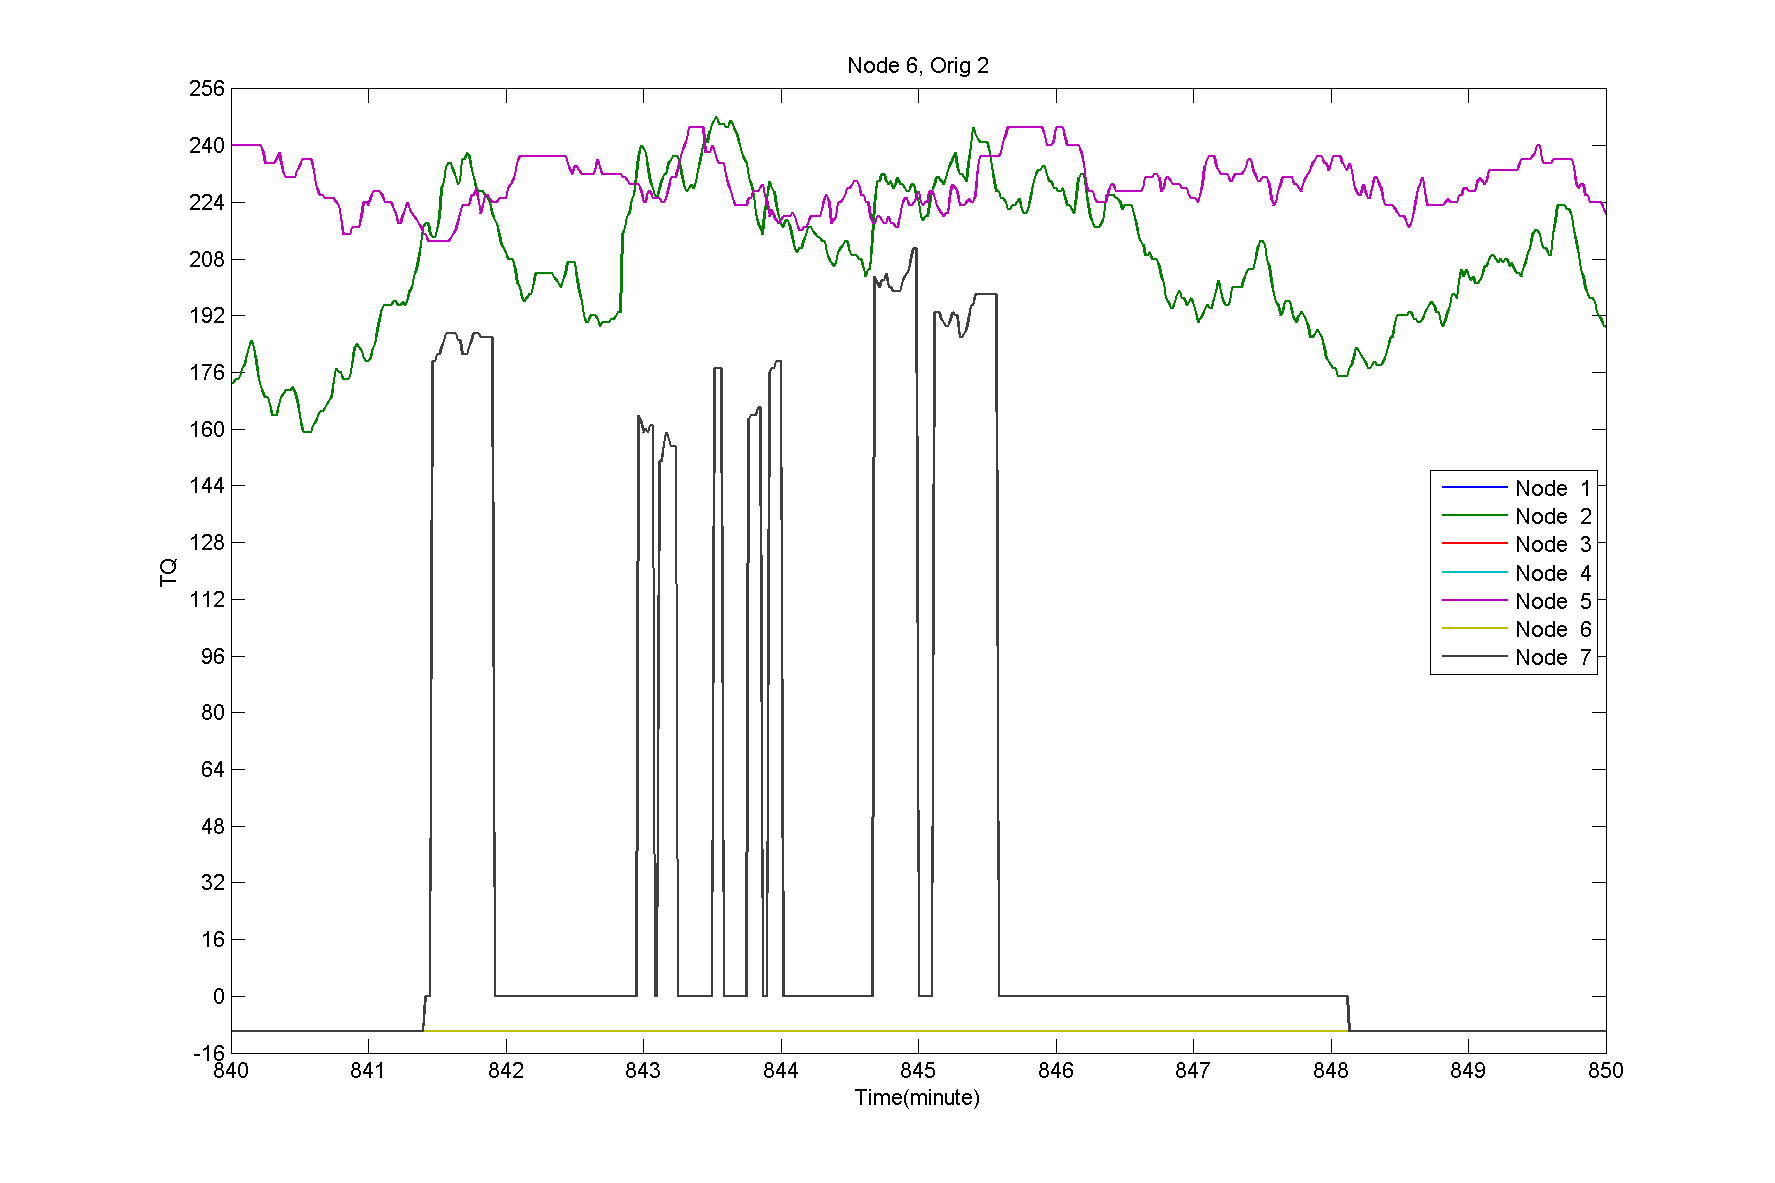 Node 6, Orig 2
256
240
224
208
192
176
160
144
128
112
96
80
64
48
32
16
0
-16
TQ
Node 1
Node 2
Node 3
Node 4
Node 5
Node 6
Node 7
840 841 842 843 844 845 846 847 848 849 850
Time(minute)